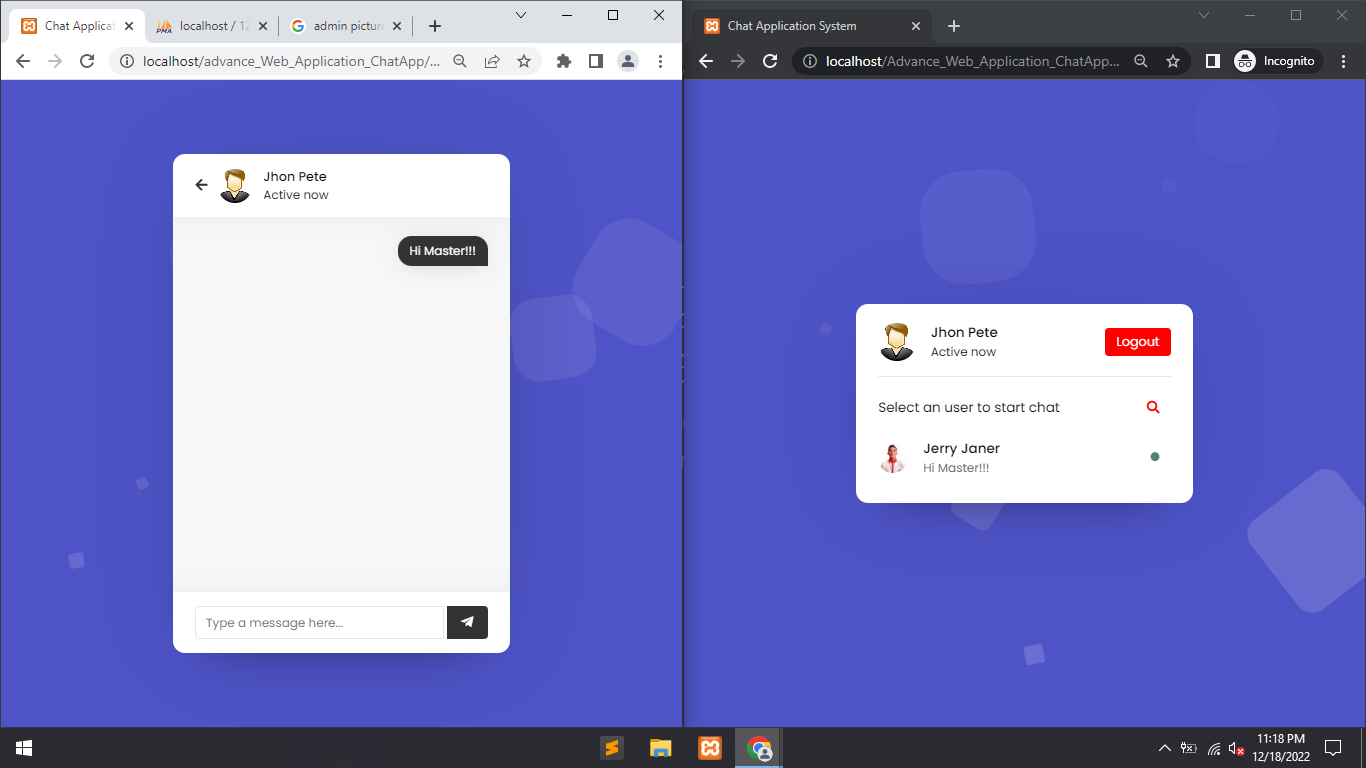 Chat Applicat
localhost / 12
admin picture
localhost/advance_Web_Application_ChatApp/...
Jhon Pete
Active now
Hi Master!!!
Type a message here...
Chat Application System
localhost/Advance_Web_Application_ChatApp...
Incognito
Jhon Pete
Active now
Logout
Select an user to start chat
Jerry Janer
Hi Master!!!
11:18 PM
12/18/2022